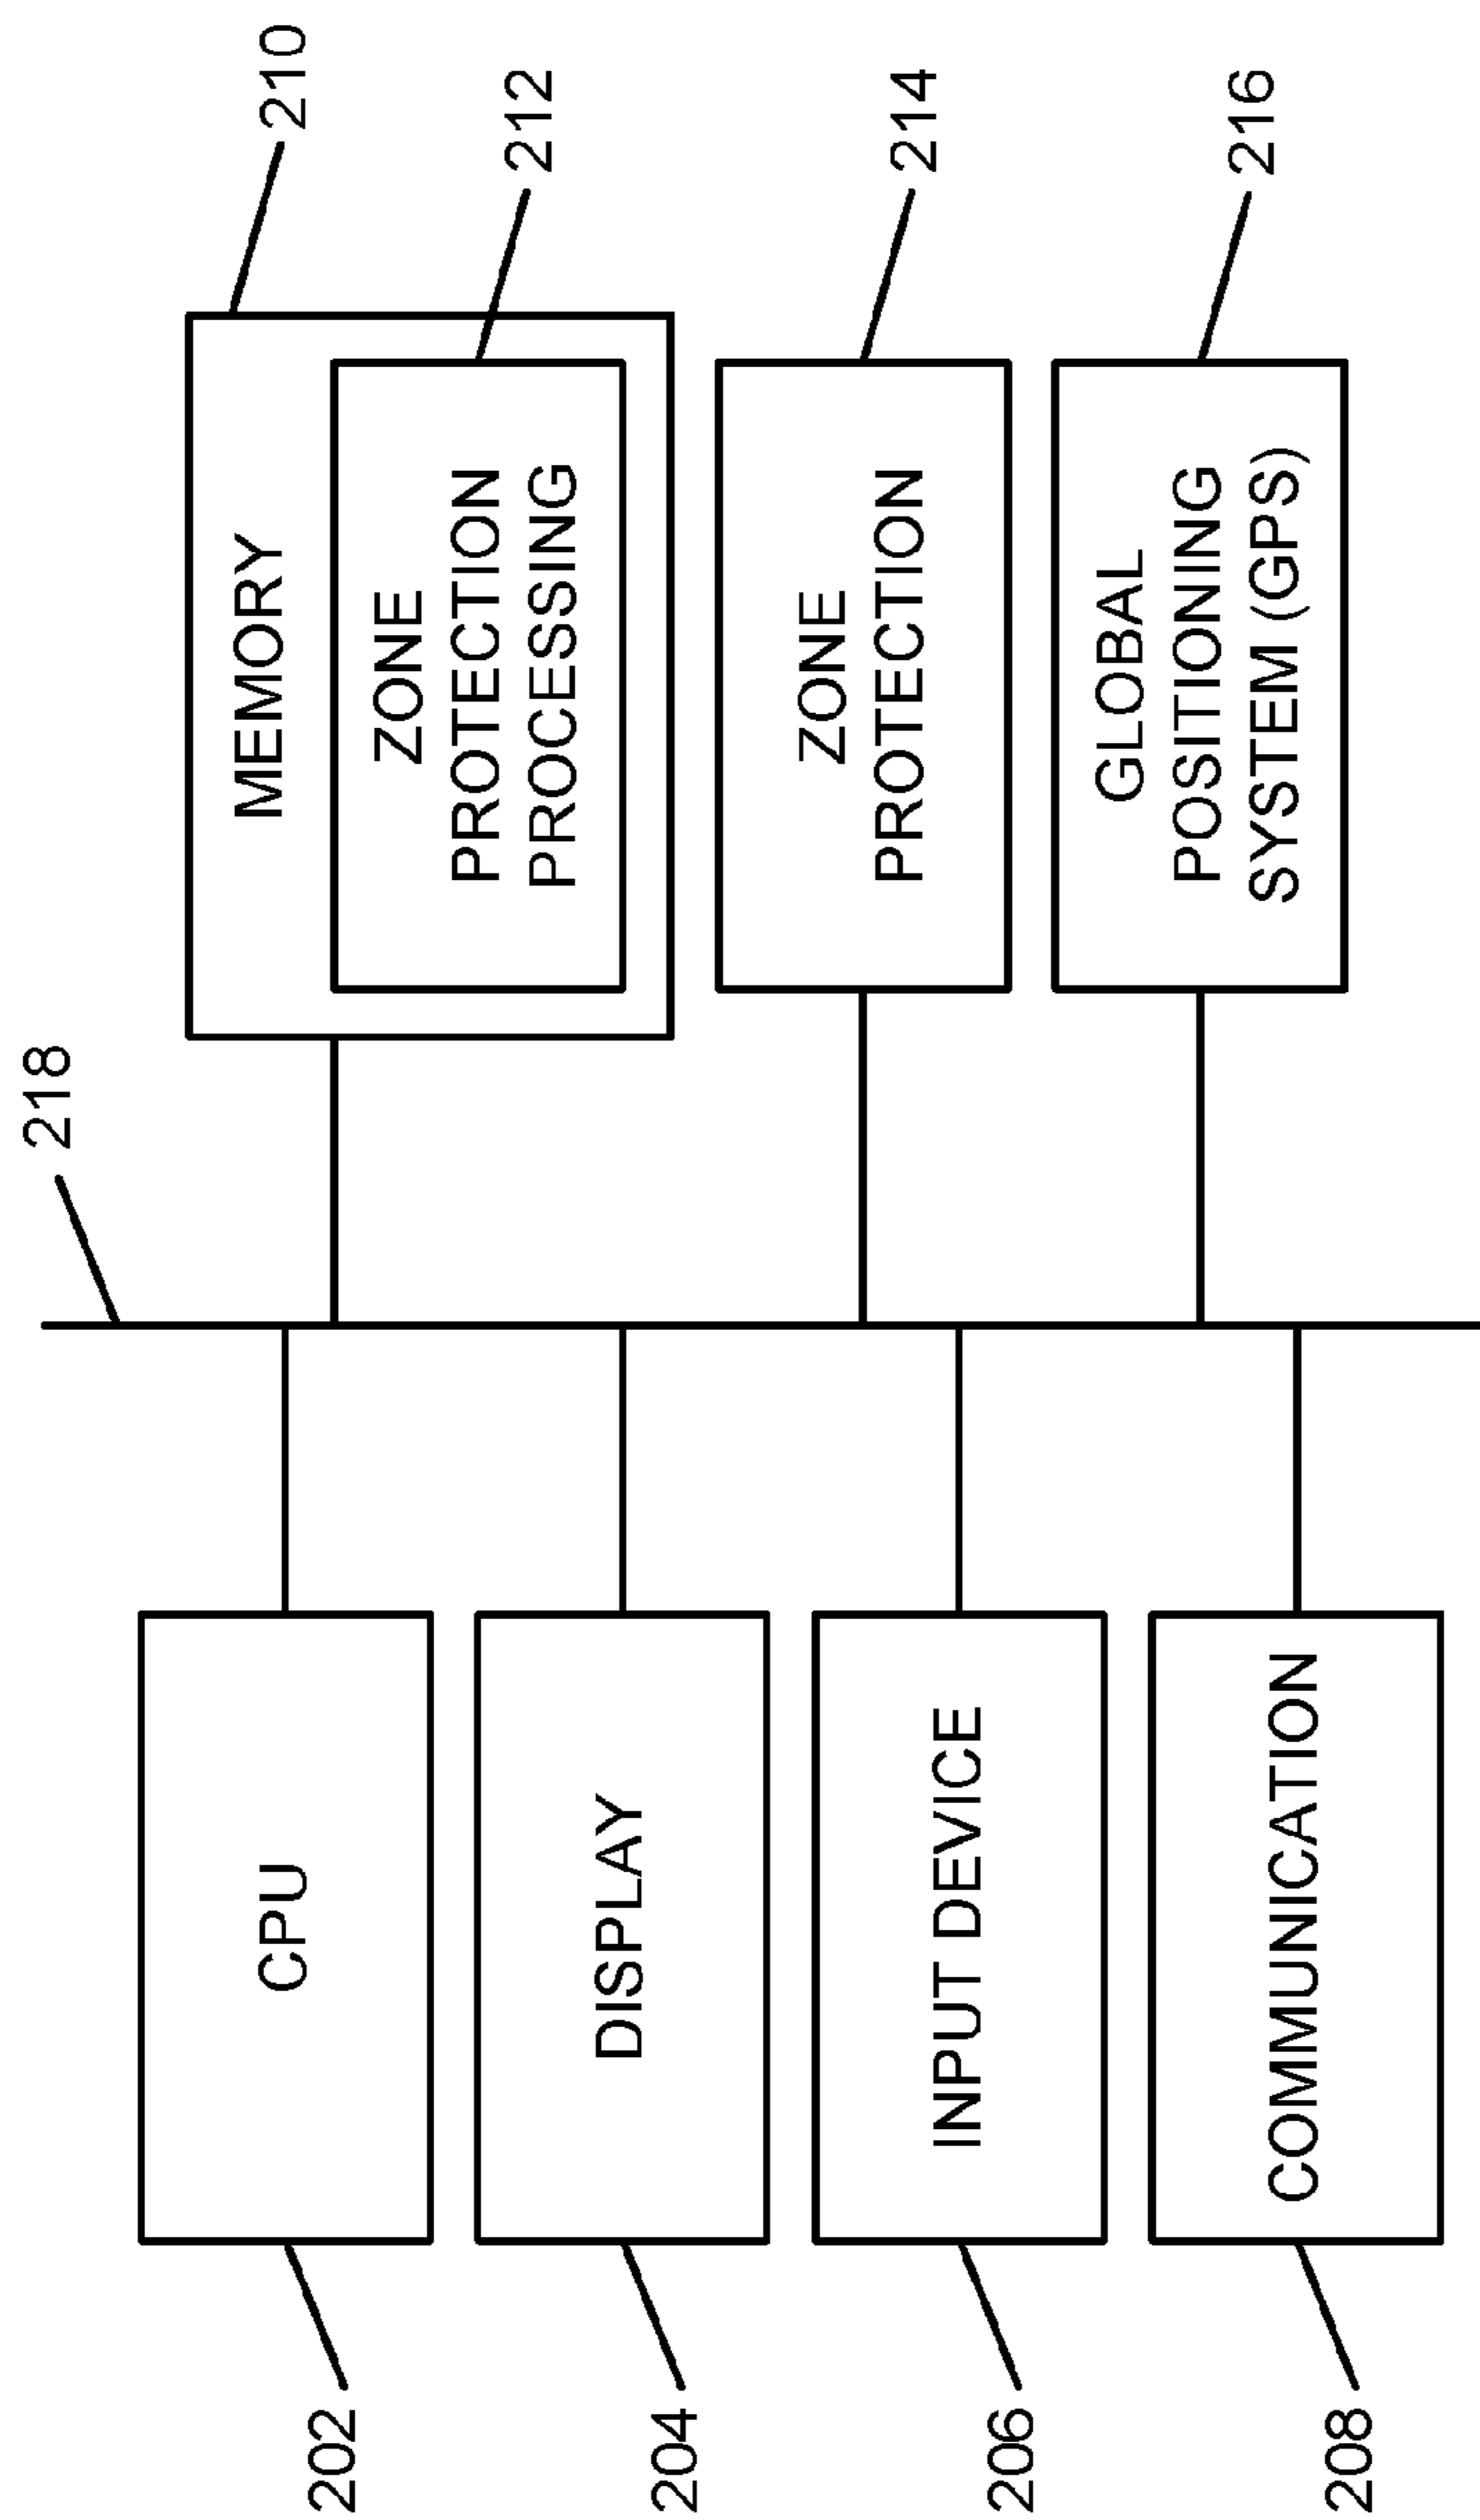 218
202
CPU
204
DISPLAY
206
INPUT DEVICE
208
COMMUNICATION
MEMORY
210
ZONE
PROTECTION
PROCESSING
212
ZONE
PROTECTION
214
GLOBAL
POSITIONING
SYSTEM (GPS)
216